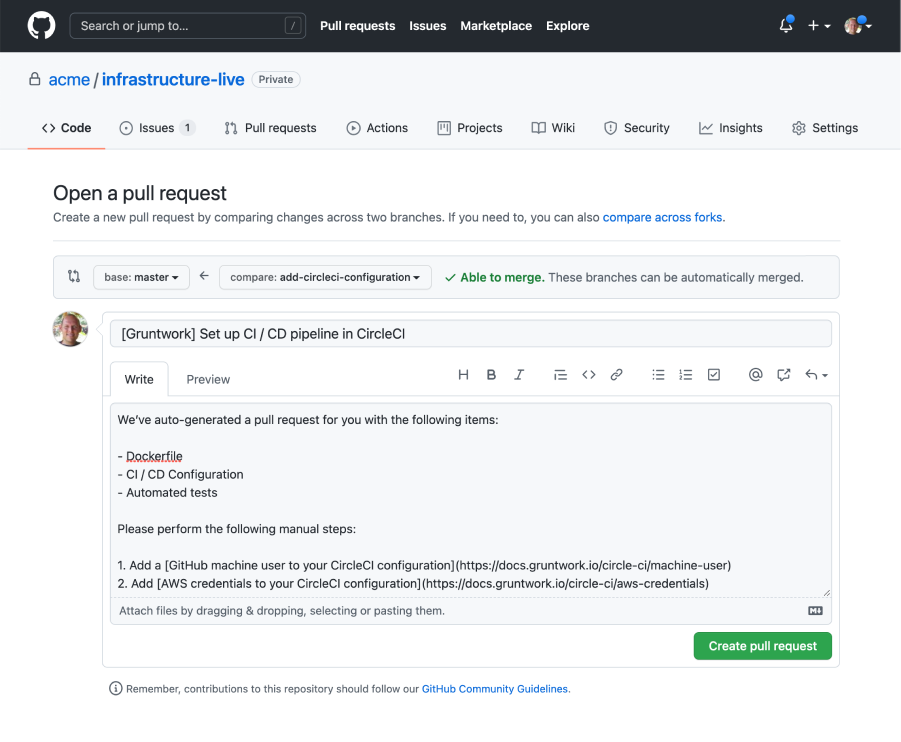 Search or jump to... /
Pull requests Issues Marketplace Explore
acme / infrastructure-live Private
Code Issues 1 Pull requests Actions Projects Wiki Security Insights Settings
Open a pull request
Create a new pull request by comparing changes across two branches. If you need to, you can also compare across forks.
base: master ← compare: add-circleci-configuration ✓ Able to merge. These branches can be automatically merged.
[Gruntwork] Set up CI / CD pipeline in CircleCI
Write Preview H B I @
We've auto-generated a pull request for you with the following items:
- Dockerfile
- CI / CD Configuration
- Automated tests
Please perform the following manual steps:
1. Add a [GitHub machine user to your CircleCI configuration](https://docs.gruntwork.io/circle-ci/machine-user)
2. Add [AWS credentials to your CircleCI configuration](https://docs.gruntwork.io/circle-ci/aws-credentials)
Attach files by dragging & dropping, selecting or pasting them. M↓
Create pull request
Remember, contributions to this repository should follow our GitHub Community Guidelines.